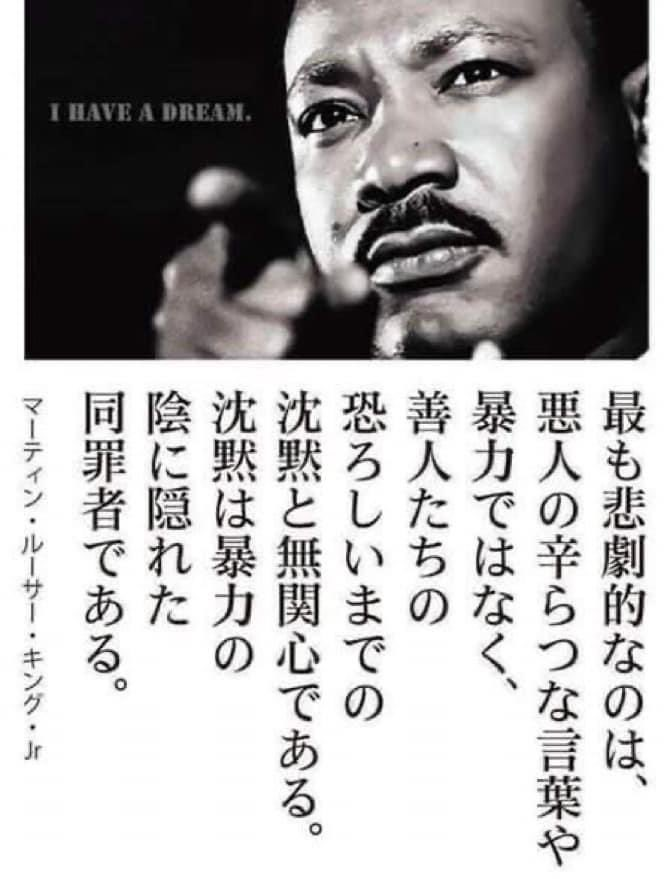 I HAVE A DREAM.
最も悲劇的なのは、
悪人の辛らつな言葉や
暴力ではなく、
善人たちの
恐ろしいまでの
沈黙と無関心である。
沈黙は暴力の
陰に隠れた
同罪者である。
マーティン・ルーサー・キング・Jr